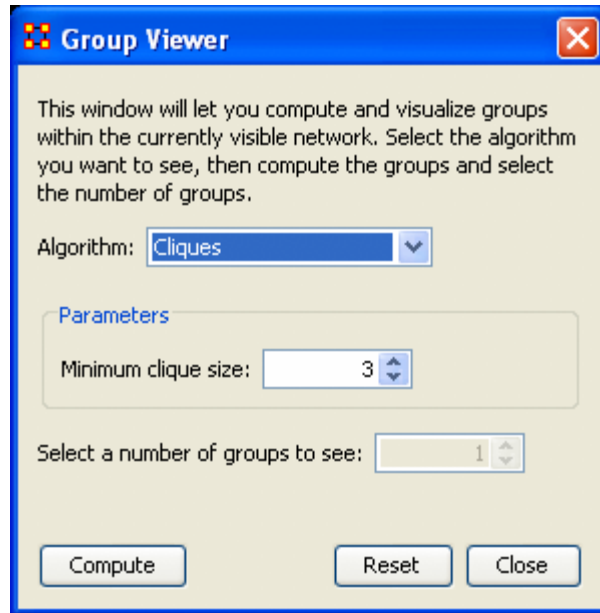 Group Viewer
This window will let you compute and visualize groups
within the currently visible network. Select the algorithm
you want to see, then compute the groups and select
the number of groups.
Algorithm: Cliques
Parameters
Minimum clique size: 3
Select a number of groups to see: 1
Compute Reset Close